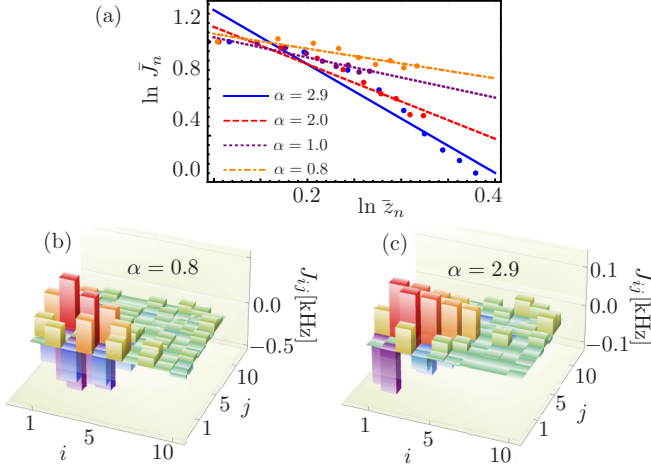 (a)
ln J̄ₙ
1.2
0.8
0.4
0.0
α = 2.9
α = 2.0
α = 1.0
α = 0.8
0.2 0.4
ln z̄ₙ
(b)
α = 0.8
0.0
−0.5
Jᵢⱼ[kHz]
1 5 10
i
1 5 10
j
(c)
α = 2.9
0.1
0.0
−0.1
Jᵢⱼ[kHz]
1 5 10
i
1 5 10
j